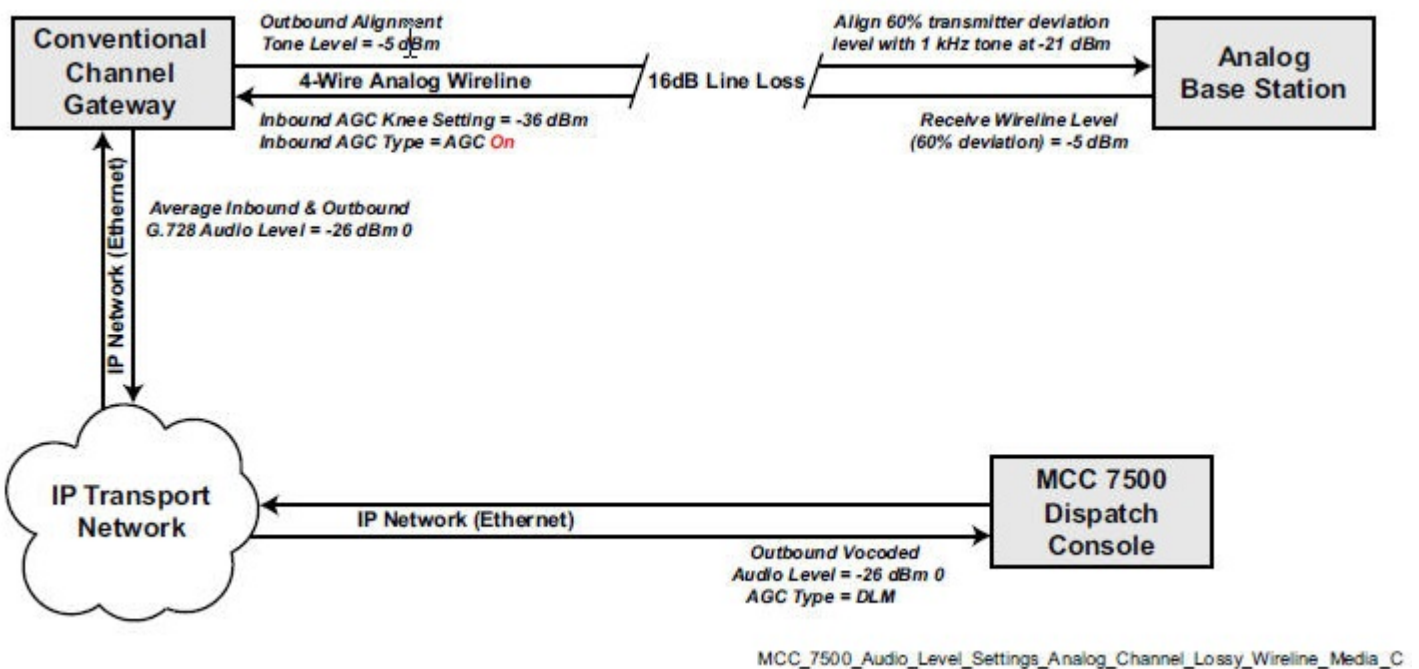 Conventional
Channel
Gateway
Outbound Alignment
Tone Level = -5 dBm
4-Wire Analog Wireline
Inbound AGC Knee Setting = -36 dBm
Inbound AGC Type = AGC On
16dB Line Loss
Align 60% transmitter deviation
level with 1 kHz tone at -21 dBm
Receive Wireline Level
(60% deviation) = -5 dBm
Analog
Base Station
IP Network (Ethernet)
Average Inbound & Outbound
G.728 Audio Level = -26 dBm 0
IP Transport
Network
IP Network (Ethernet)
Outbound Vocoded
Audio Level = -26 dBm 0
AGC Type = DLM
MCC 7500
Dispatch
Console
MCC_7500_Audio_Level_Settings_Analog_Channel_Lossy_Wireline_Media_C